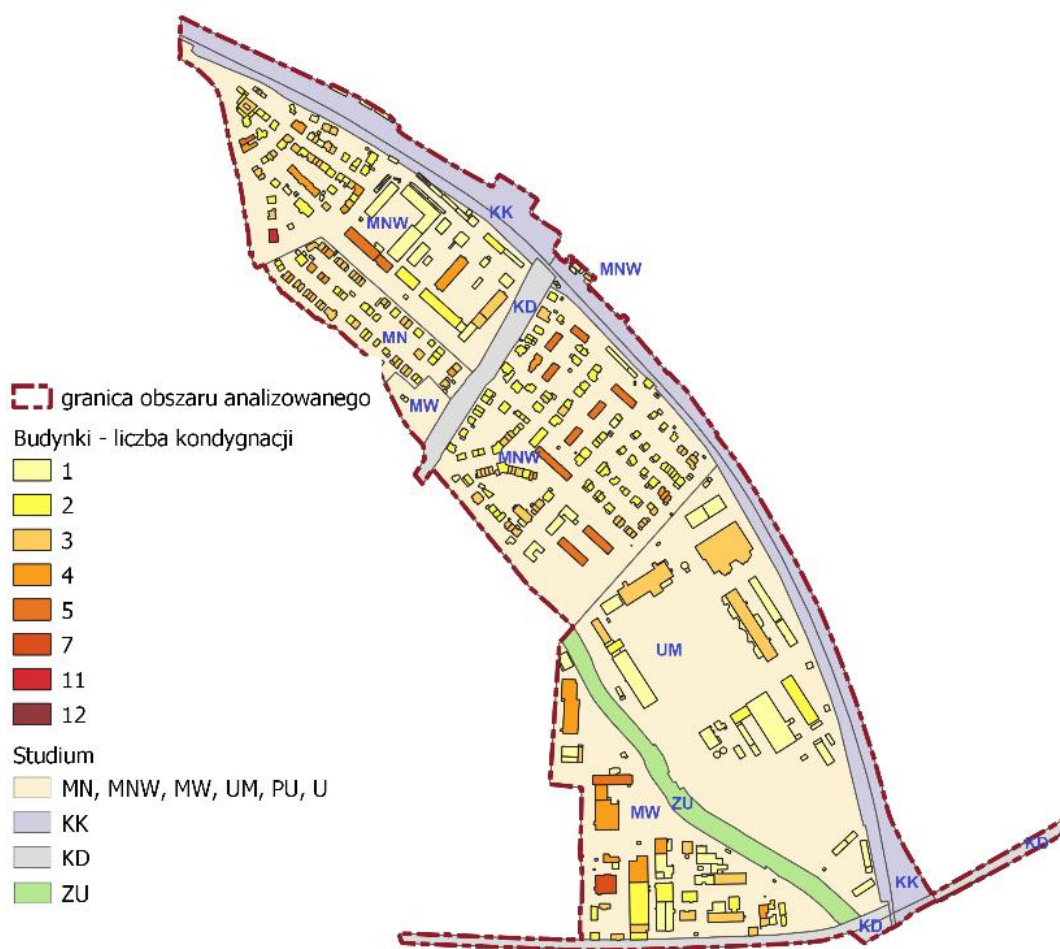 KK
MNW
MNW
KD
MN
MW
MNW
UM
ZU
MW
KK
KD
KD
granica obszaru analizowanego
Budynki - liczba kondygnacji
1
2
3
4
5
7
11
12
Studium
MN, MNW, MW, UM, PU, U
KK
KD
ZU